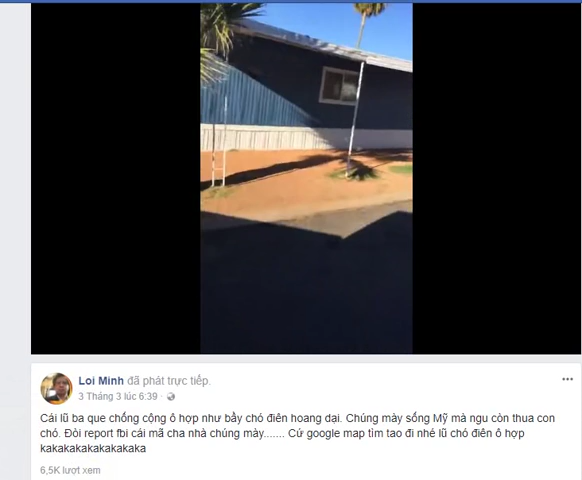 Loi Minh đã phát trực tiếp.
3 Tháng 3 lúc 6:39 ·
Cái lũ ba que chống cộng ô hợp như bầy chó điên hoang dại. Chúng mày sống Mỹ mà ngu còn thua con
chó. Đòi report fbi cái mã cha nhà chúng mày....... Cứ google map tìm tao đi nhé lũ chó điên ô hợp
kakakakakakakakaka
6,5K lượt xem